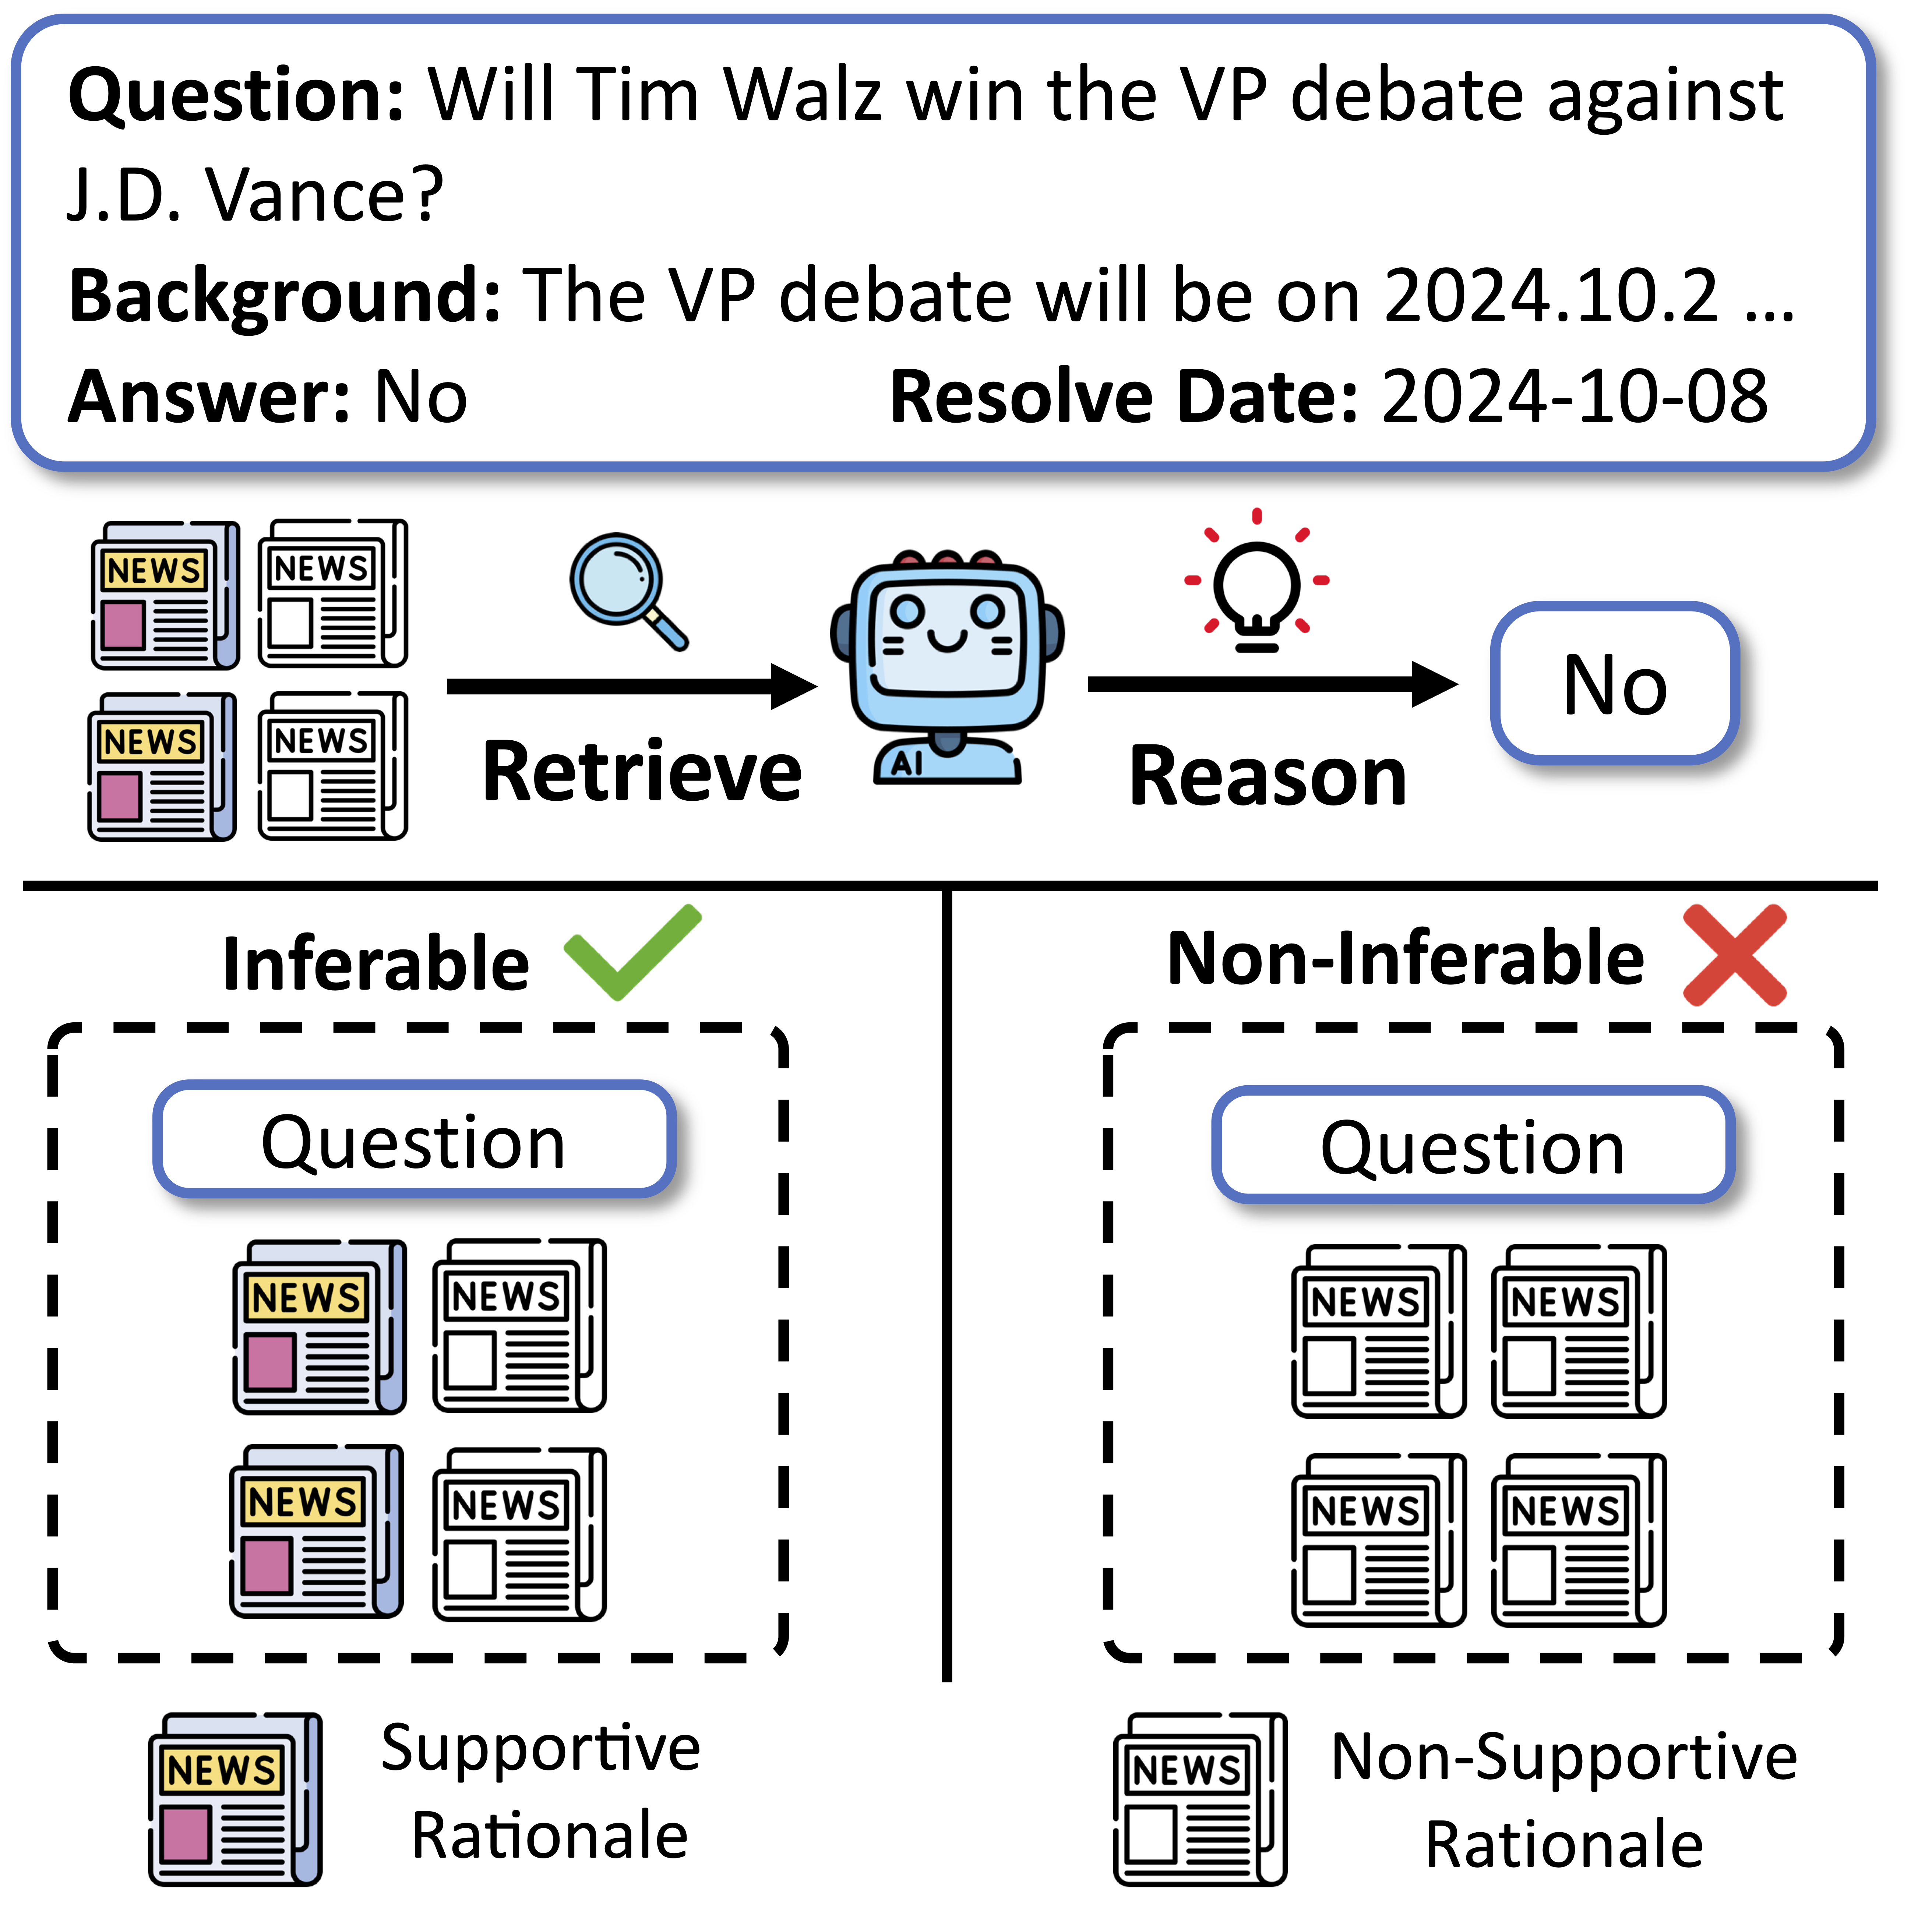 Question: Will Tim Walz win the VP debate against
J.D. Vance?
Background: The VP debate will be on 2024.10.2 ...
Answer: No Resolve Date: 2024-10-08
NEWS NEWS
NEWS NEWS
Retrieve
AI
Reason
No
Inferable
Question
NEWS NEWS
NEWS NEWS
Non-Inferable
Question
NEWS NEWS
NEWS NEWS
NEWS
Supportive
Rationale
NEWS
Non-Supportive
Rationale